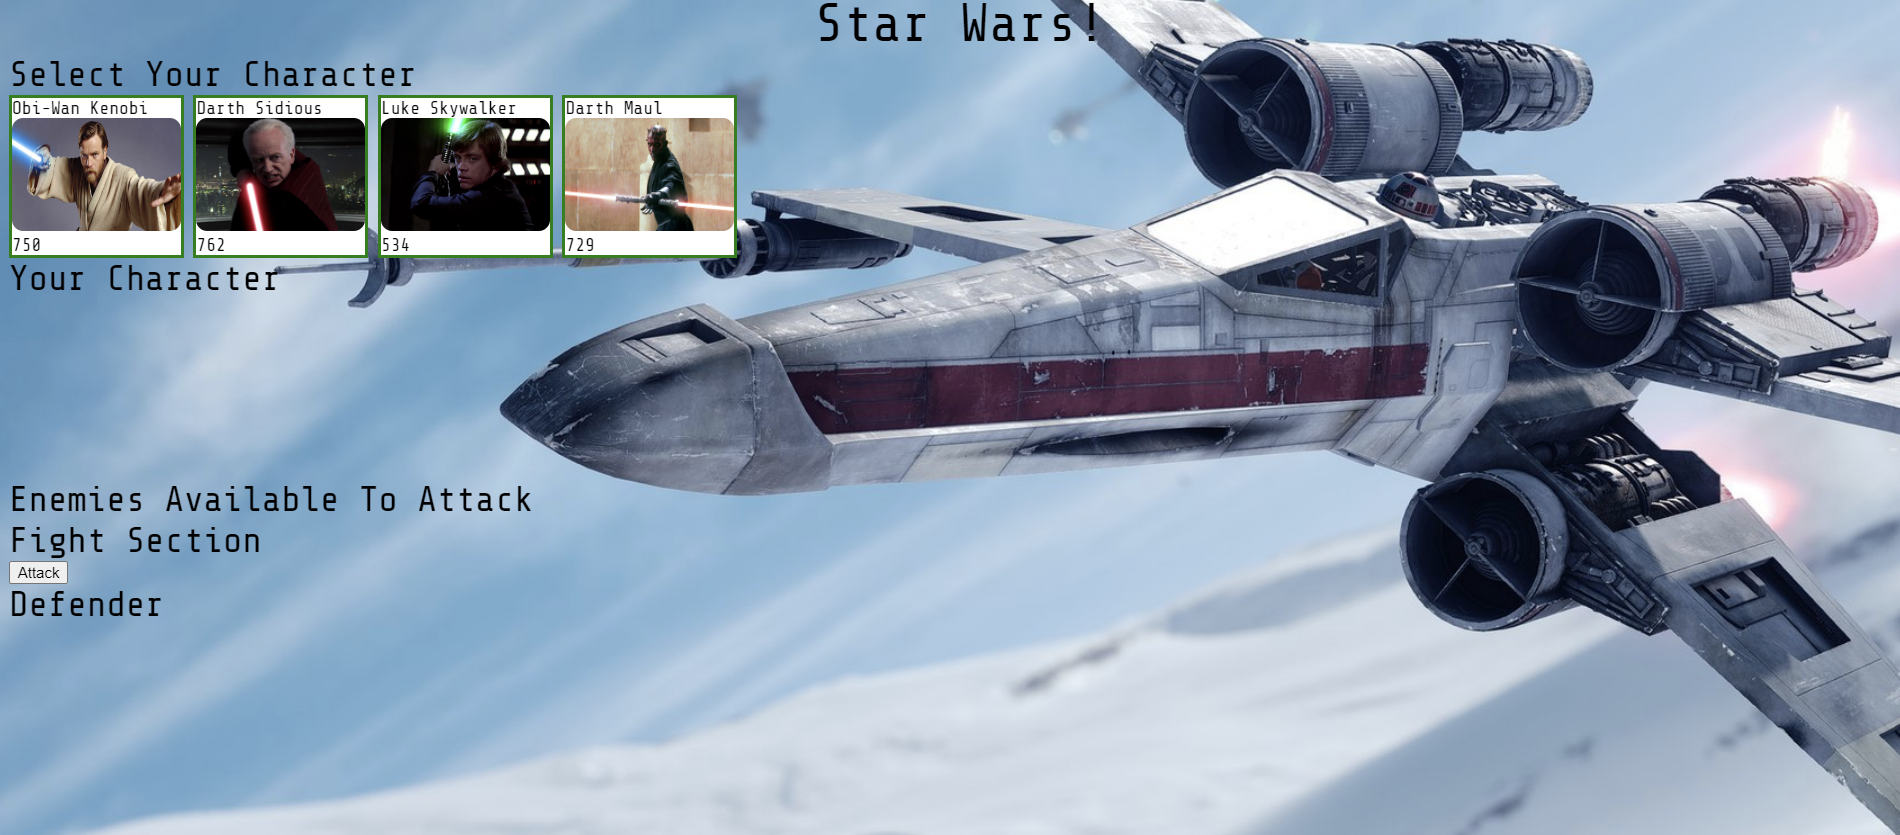 Star Wars!
Select Your Character
Obi-Wan Kenobi
750
Darth Sidious
762
Luke Skywalker
534
Darth Maul
729
Your Character
Enemies Available To Attack
Fight Section
Attack
Defender